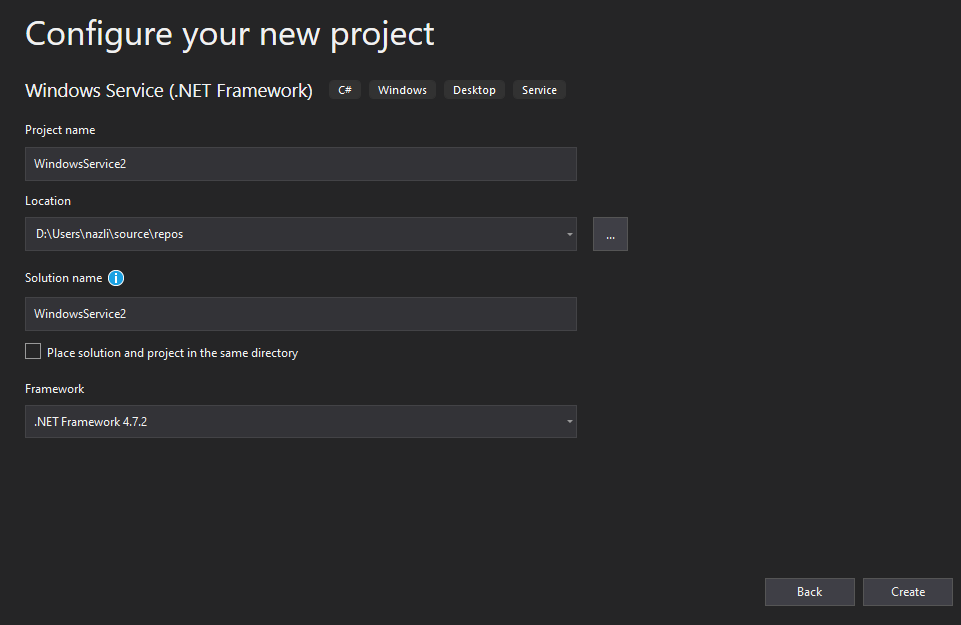 Configure your new project
Windows Service (.NET Framework) C# Windows Desktop Service
Project name
WindowsService2
Location
D:\Users\nazli\source\repos
...
Solution name i
WindowsService2
Place solution and project in the same directory
Framework
.NET Framework 4.7.2
Back Create